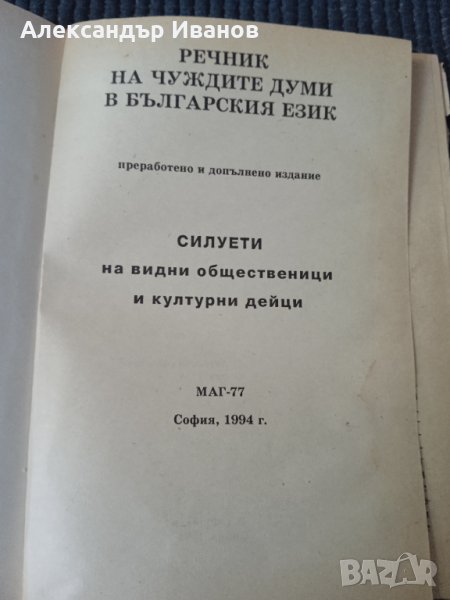 Александър Иванов
РЕЧНИК
НА ЧУЖДИТЕ ДУМИ
В БЪЛГАРСКИЯ ЕЗИК
преработено и допълнено издание
СИЛУЕТИ
на видни общественици
и културни дейци
МАГ-77
София, 1994 г.
BAZAR